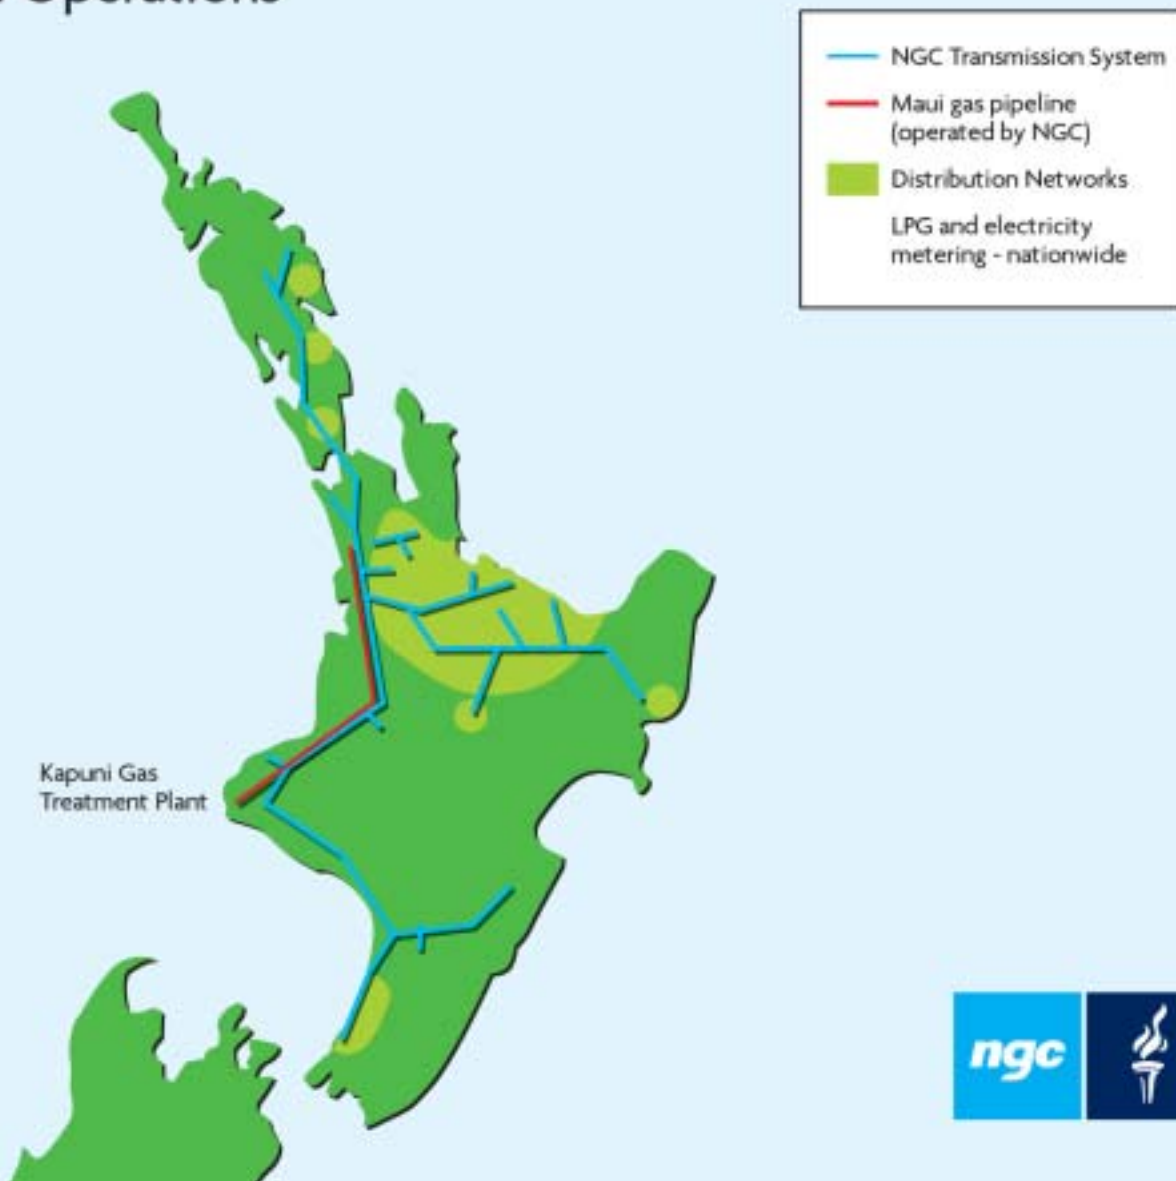 Operations
NGC Transmission System
Maui gas pipeline
(operated by NGC)
Distribution Networks
LPG and electricity
metering - nationwide
Kapuni Gas
Treatment Plant
ngc